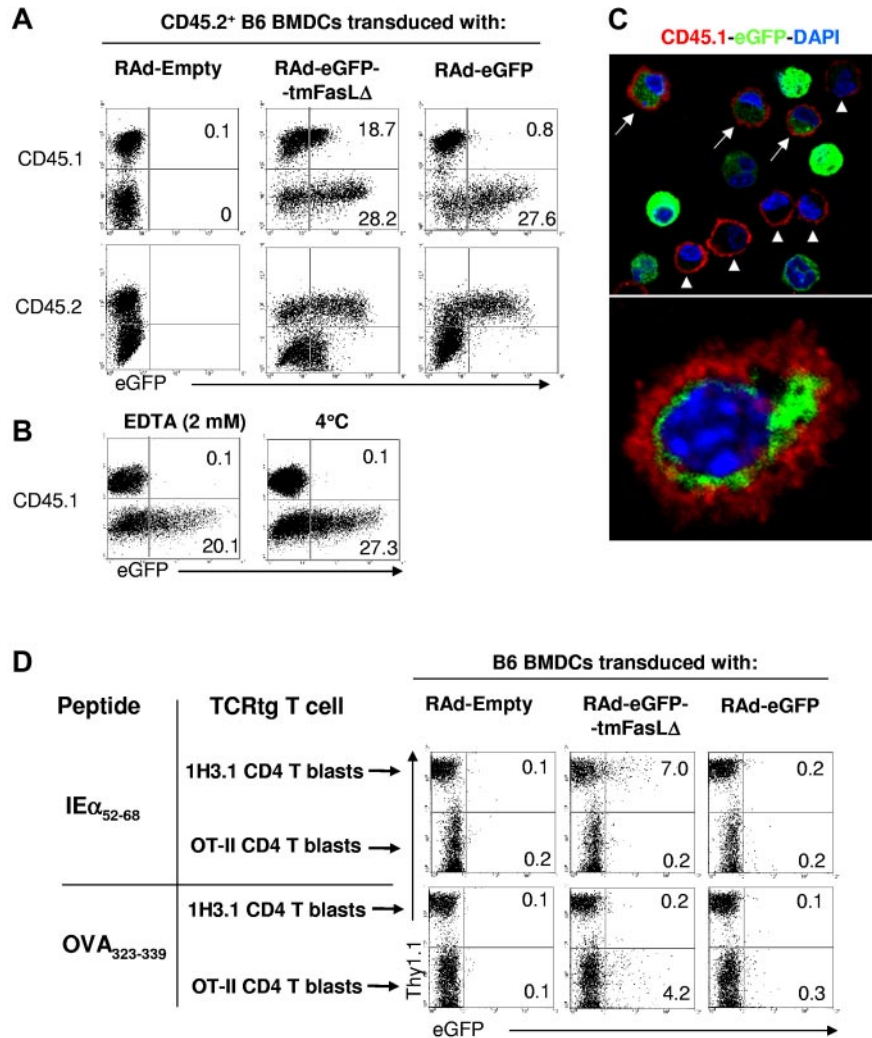 A
CD45.2+ B6 BMDCs transduced with:
RAd-Empty
RAd-eGFP-
-tmFasLΔ
RAd-eGFP
CD45.1
0.1
0
18.7
28.2
0.8
27.6
CD45.2
eGFP
B
EDTA (2 mM)
4°C
CD45.1
0.1
20.1
0.1
27.3
eGFP
C
CD45.1-eGFP-DAPI
D
B6 BMDCs transduced with:
Peptide
TCRtg T cell
RAd-Empty
RAd-eGFP-
-tmFasLΔ
RAd-eGFP
IEα52-68
1H3.1 CD4 T blasts
0.1
7.0
0.2
OT-II CD4 T blasts
0.2
0.2
0.2
OVA323-339
1H3.1 CD4 T blasts
0.1
0.2
0.1
OT-II CD4 T blasts
0.1
4.2
0.3
Thy1.1
eGFP